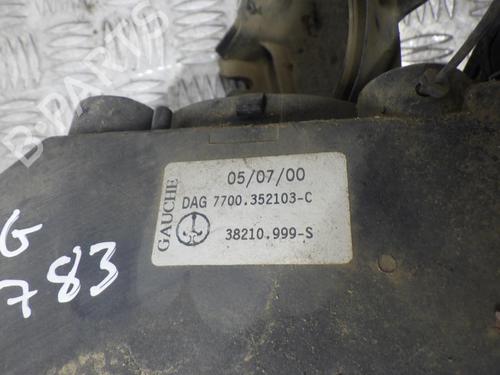 B-PARTS
GAUCHE
05/07/00
DAG 7700.352103-C
38210.999-S
G
783